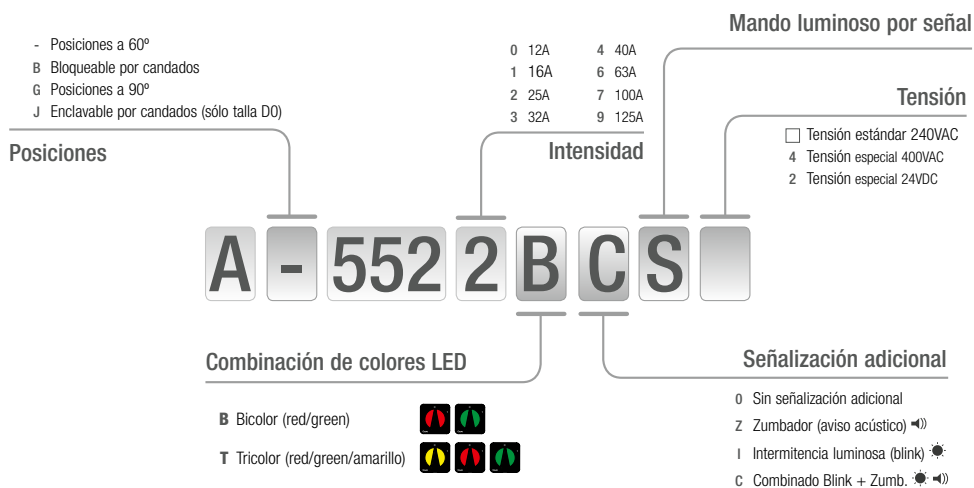 Mando luminoso por señal
- Posiciones a 60º
B Bloqueable por candados
G Posiciones a 90º
J Enclavable por candados (sólo talla D0)
Posiciones
0 12A 4 40A
1 16A 6 63A
2 25A 7 100A
3 32A 9 125A
Intensidad
Tensión
Tensión estándar 240VAC
4 Tensión especial 400VAC
2 Tensión especial 24VDC
A - 552 2 B C S
Combinación de colores LED
B Bicolor (red/green)
T Tricolor (red/green/amarillo)
Señalización adicional
0 Sin señalización adicional
Z Zumbador (aviso acústico)
I Intermitencia luminosa (blink)
C Combinado Blink + Zumb.